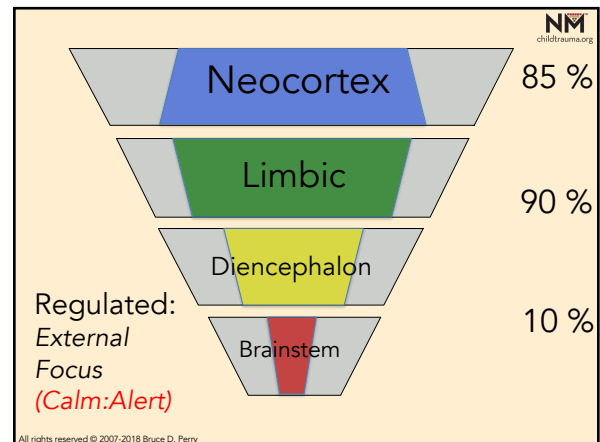 NM
childtrauma.org
Neocortex
85 %
Limbic
90 %
Diencephalon
10 %
Brainstem
Regulated:
External
Focus
(Calm:Alert)
All rights reserved © 2007-2018 Bruce D. Perry